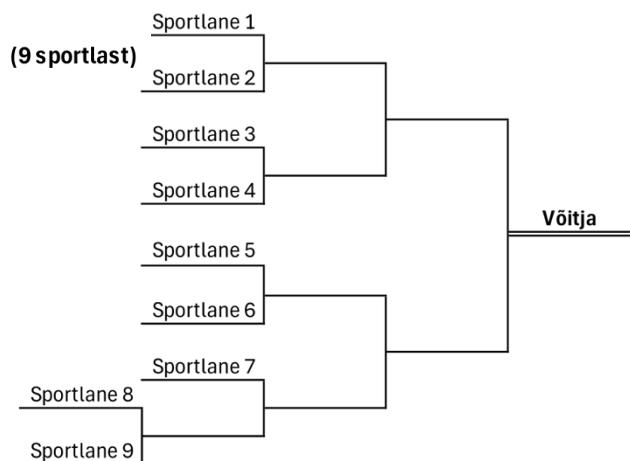 Sportlane 1
(9 sportlast)
Sportlane 2
Sportlane 3
Sportlane 4
Võitja
Sportlane 5
Sportlane 6
Sportlane 7
Sportlane 8
Sportlane 9